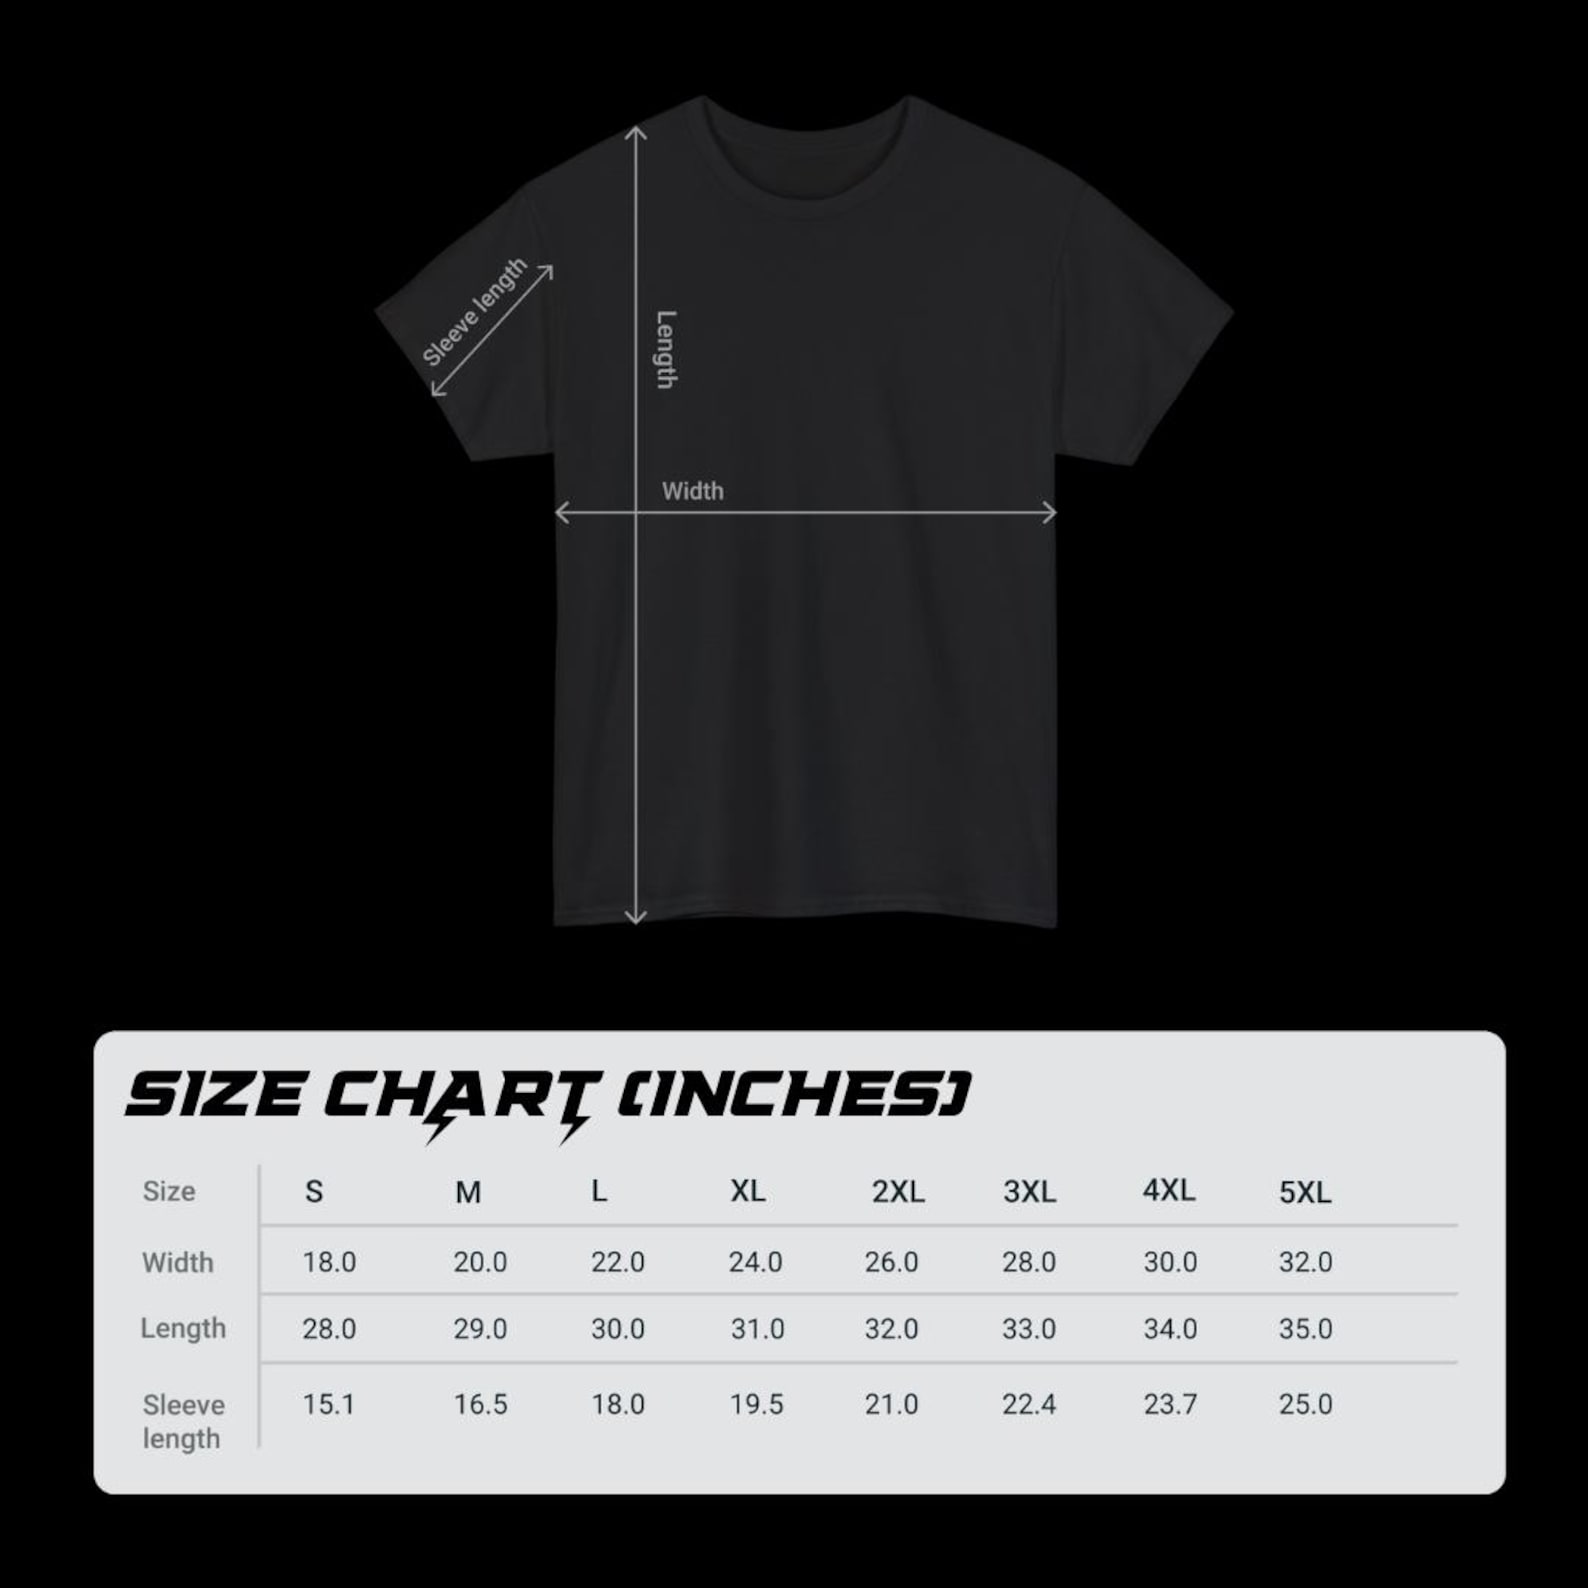 Sleeve length
Length
Width
SIZE CHART (INCHES)
Size S M L XL 2XL 3XL 4XL 5XL
Width 18.0 20.0 22.0 24.0 26.0 28.0 30.0 32.0
Length 28.0 29.0 30.0 31.0 32.0 33.0 34.0 35.0
Sleeve 15.1 16.5 18.0 19.5 21.0 22.4 23.7 25.0
length